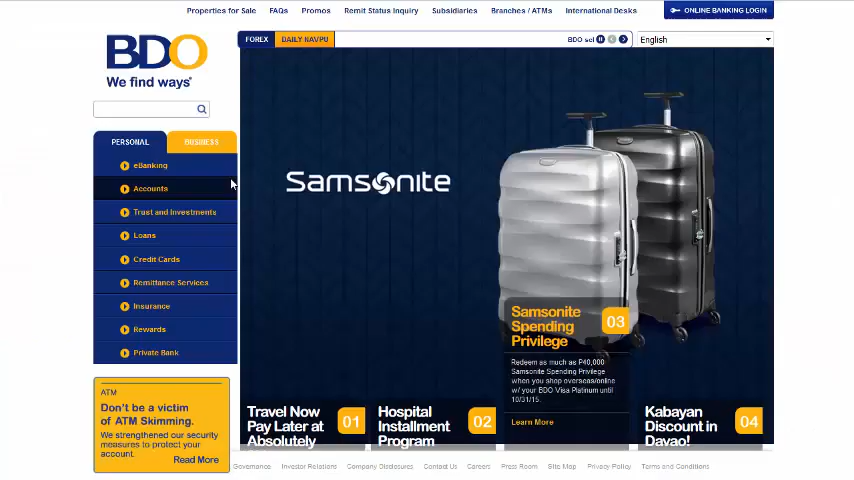 Properties for Sale FAQs Promos Remit Status Inquiry Subsidiaries Branches / ATMs International Desks ONLINE BANKING LOGIN
BDO
We find ways®
FOREX DAILY NAVPU BDO sel English
PERSONAL BUSINESS
eBanking
Accounts
Trust and Investments
Loans
Credit Cards
Remittance Services
Insurance
Rewards
Private Bank
Samsonite
Samsonite
Spending
Privilege
03
Redeem as much as P40,000
Samsonite Spending Privilege
when you shop overseas/online
w/ your BDO Visa Platinum until
10/31/15.
Learn More
Travel Now
Pay Later at
Absolutely
01
Hospital
Installment
Program
02
Kabayan
Discount in
Davao!
04
ATM
Don't be a victim
of ATM Skimming.
We strengthened our security
measures to protect your
account.
Read More
Governance Investor Relations Company Disclosures Contact Us Careers Press Room Site Map Privacy Policy Terms and Conditions